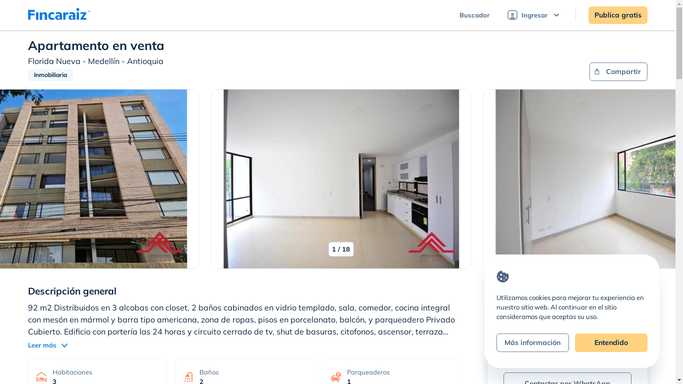 Fincaraiz
Buscador
Ingresar
Publica gratis
Apartamento en venta
Florida Nueva - Medellín - Antioquia
Inmobiliaria
Compartir
1 / 18
Descripción general
92 m2 Distribuidos en 3 alcobas con closet, 2 baños cabinados en vidrio templado, sala, comedor, cocina integral
con mesón en mármol y barra tipo americana, zona de ropas, pisos en porcelanato, balcón, y parqueadero Privado
Cubierto. Edificio con portería las 24 horas y circuito cerrado de tv, shut de basuras, citofonos, ascensor, terraza...
Leer más
Habitaciones
3
Baños
2
Parqueaderos
1
Utilizamos cookies para mejorar tu experiencia en
nuestro sitio web. Al continuar en el sitio
consideramos que aceptas su uso.
Más información
Entendido
Contactar por WhatsApp